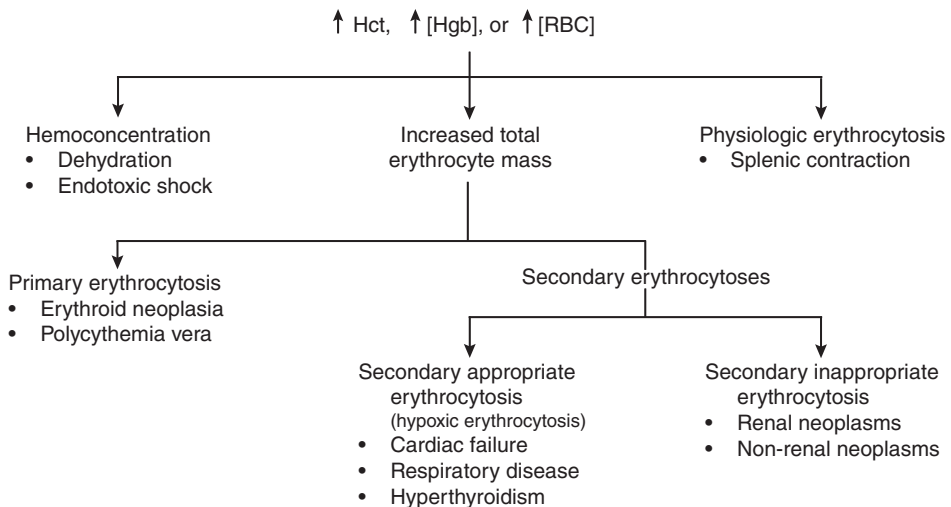 ↑ Hct, ↑ [Hgb], or ↑ [RBC]
Hemoconcentration
• Dehydration
• Endotoxic shock
Increased total
erythrocyte mass
Physiologic erythrocytosis
• Splenic contraction
Primary erythrocytosis
• Erythroid neoplasia
• Polycythemia vera
Secondary erythrocytoses
Secondary appropriate
erythrocytosis
(hypoxic erythrocytosis)
• Cardiac failure
• Respiratory disease
• Hyperthyroidism
Secondary inappropriate
erythrocytosis
• Renal neoplasms
• Non-renal neoplasms